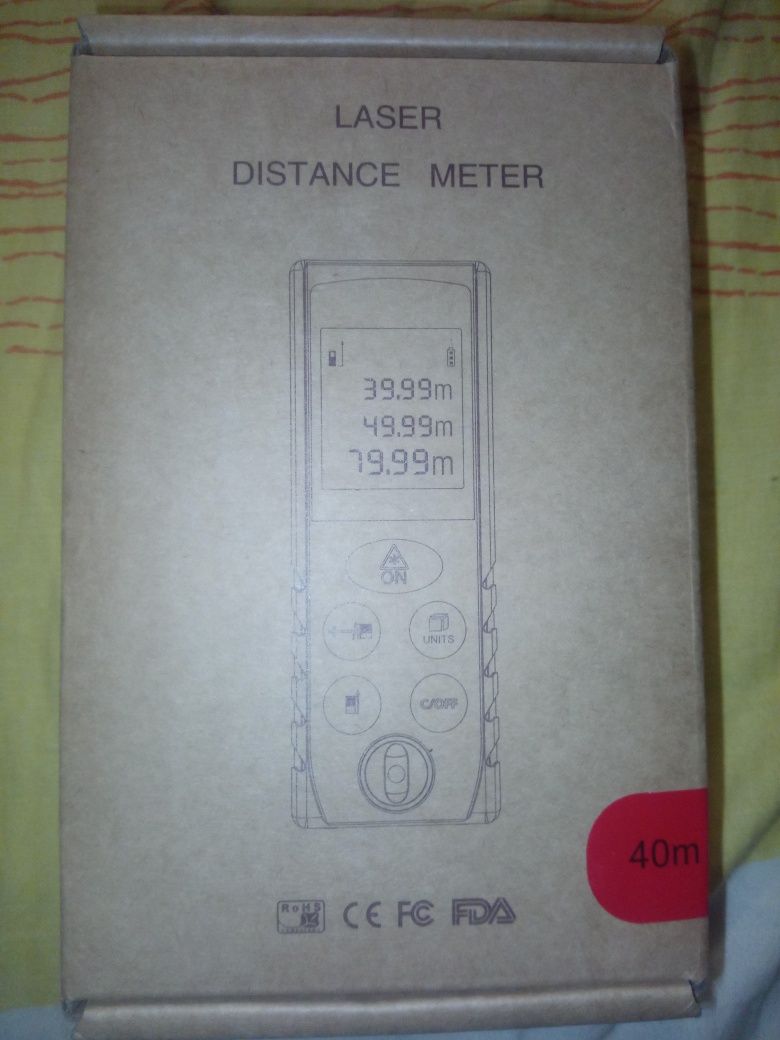 LASER
DISTANCE METER
39.99m
49.99m
79.99m
ON
UNITS
C/OFF
40m
RoHS
CE FC FDA